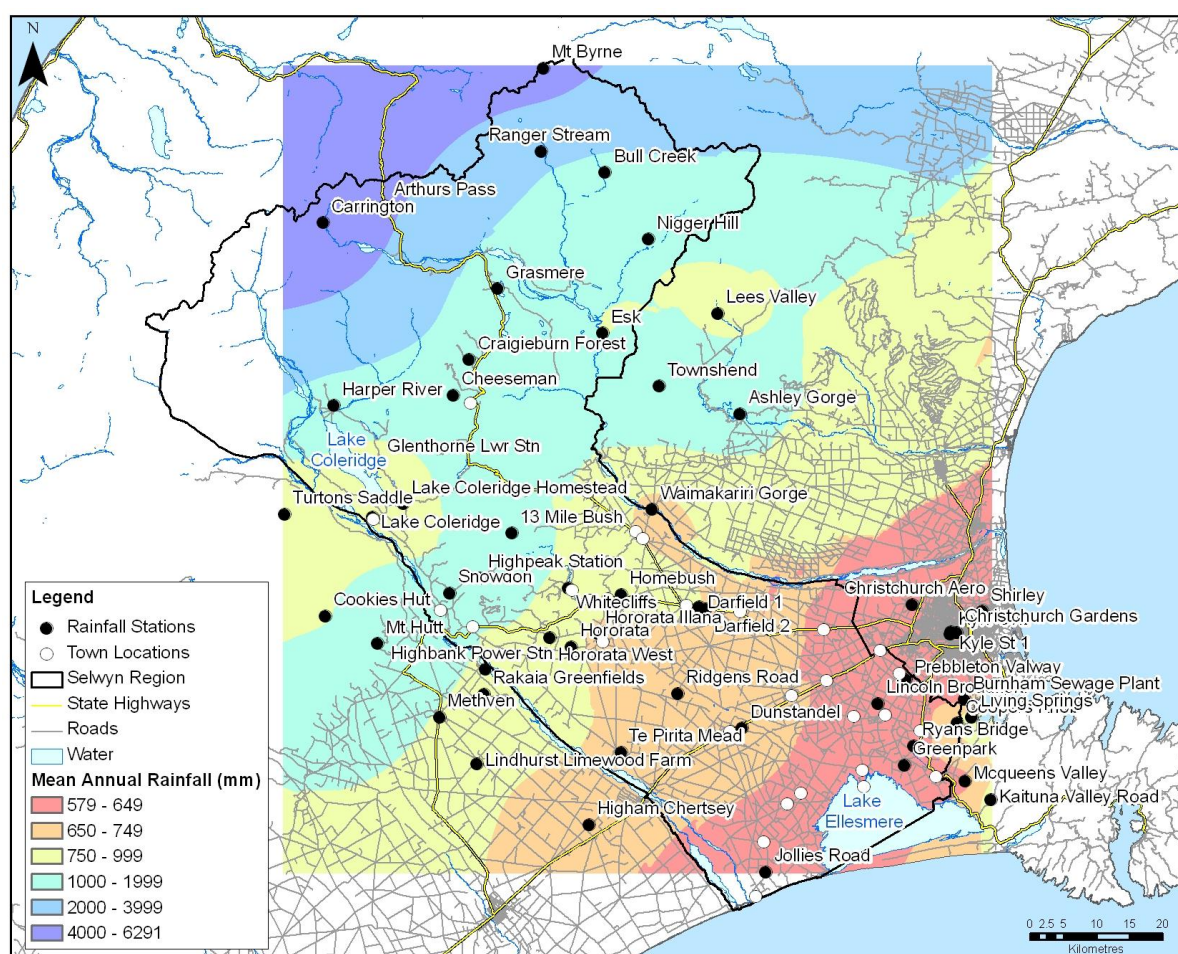 N
Mt Byrne
Ranger Stream
Bull Creek
Arthurs Pass
Carrington
Nigger Hill
Grasmere
Lees Valley
Esk
Craigieburn Forest
Cheeseman
Townshend
Harper River
Ashley Gorge
Lake
Coleridge
Glenthorne Lwr Stn
Lake Coleridge Homestead
Turtons Saddle
Waimakariri Gorge
Lake Coleridge
13 Mile Bush
Highpeak Station
Snowdon
Homebush
Whitecliffs
Darfield 1
Christchurch Aero
Shirley
Christchurch Gardens
Cookies Hut
Hororata Illana
Darfield 2
Mt Hutt
Hororata
Kyle St 1
Highbank Power Stn
Hororata West
Prebbleton Valway
Rakaia Greenfields
Ridgens Road
Lincoln Bro
Burnham Sewage Plant
Living Springs
Methven
Dunstandel
Ryans Bridge
Te Pirita Mead
Greenpark
Lindhurst Limewood Farm
Mcqueens Valley
Higham Chertsey
Kaituna Valley Road
Lake
Ellesmere
Jollies Road
Legend
Rainfall Stations
Town Locations
Selwyn Region
State Highways
Roads
Water
Mean Annual Rainfall (mm)
579 - 649
650 - 749
750 - 999
1000 - 1999
2000 - 3999
4000 - 6291
0 2.5 5 10 15 20
Kilometres